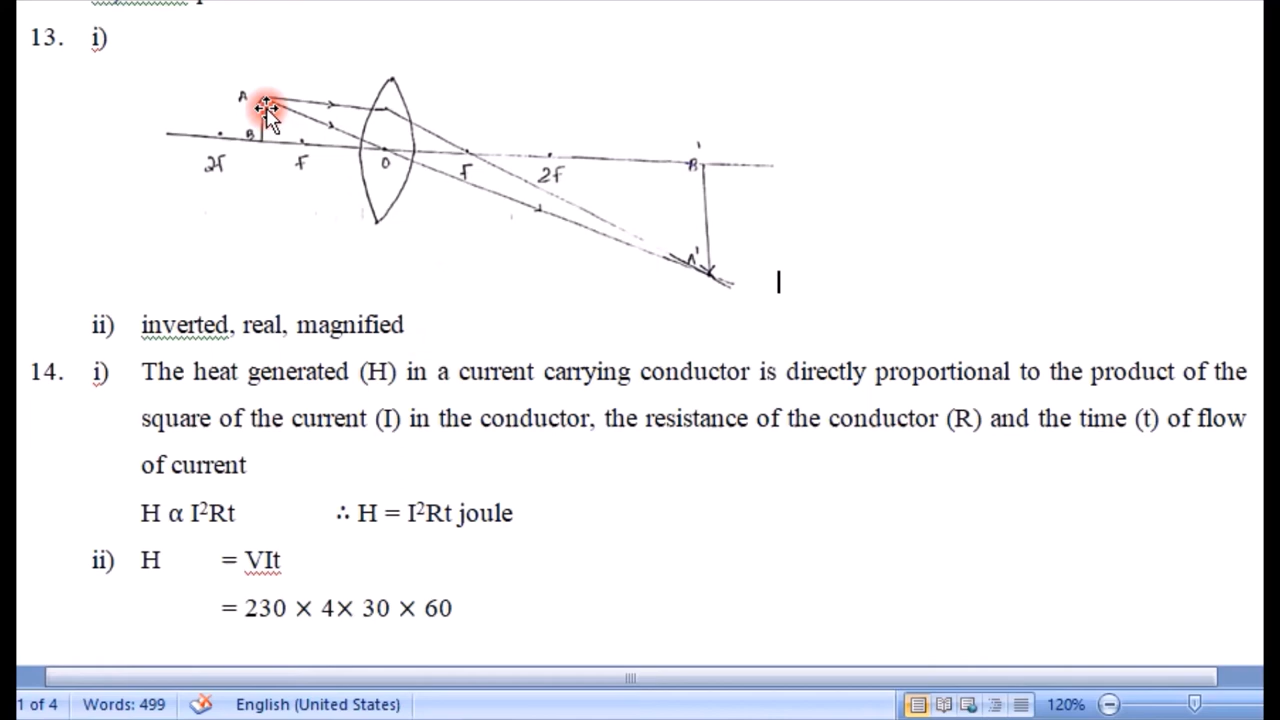 13. i)
A
B
2F F O F 2F B'
A'
ii) inverted, real, magnified
14. i) The heat generated (H) in a current carrying conductor is directly proportional to the product of the
square of the current (I) in the conductor, the resistance of the conductor (R) and the time (t) of flow
of current
H α I²Rt ∴ H = I²Rt joule
ii) H = VIt
= 230 × 4× 30 × 60
1 of 4 Words: 499 English (United States) 120%